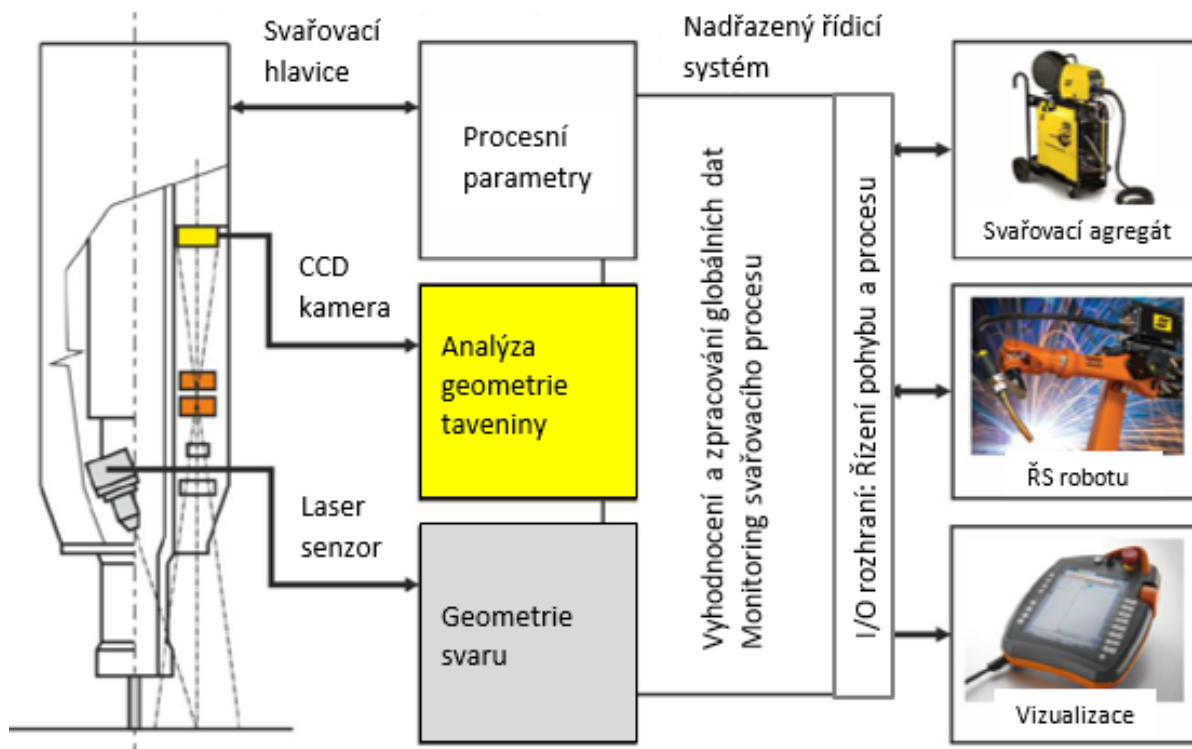 Svařovací
hlavice
Nadřazený řídicí
systém
Procesní
parametry
CCD
kamera
Analýza
geometrie
taveniny
Laser
senzor
Geometrie
svaru
Vyhodnocení a zpracování globálních dat
Monitoring svařovacího procesu
I/O rozhraní: Řízení pohybu a procesu
Svařovací agregát
ŘS robotu
Vizualizace